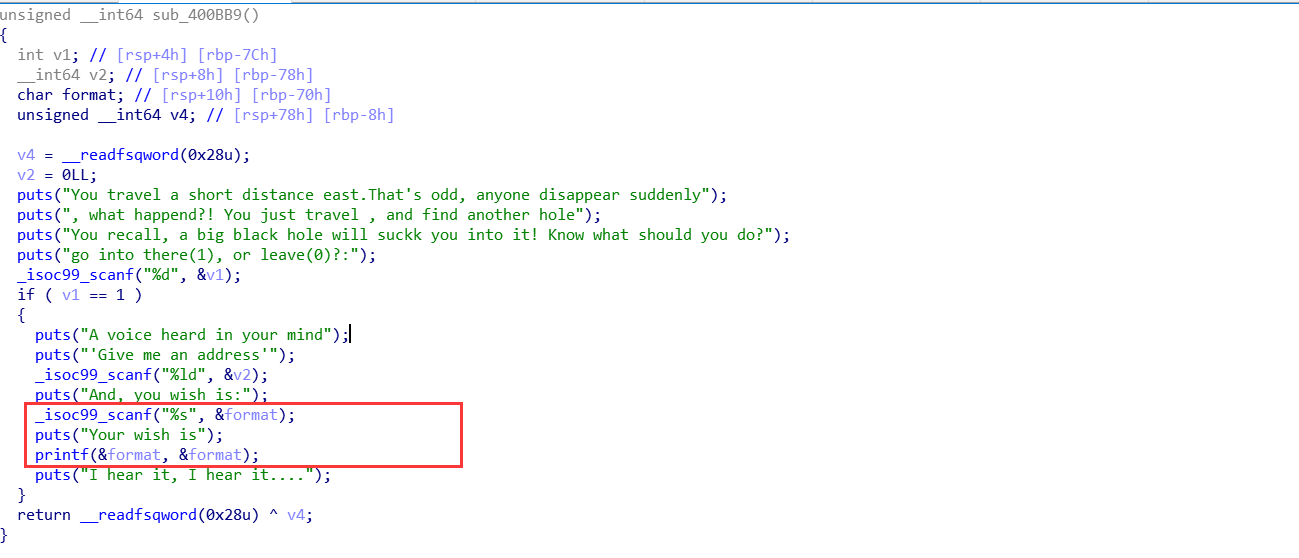 unsigned __int64 sub_400BB9()
{
  int v1; // [rsp+4h] [rbp-7Ch]
  __int64 v2; // [rsp+8h] [rbp-78h]
  char format; // [rsp+10h] [rbp-70h]
  unsigned __int64 v4; // [rsp+78h] [rbp-8h]

  v4 = __readfsqword(0x28u);
  v2 = 0LL;
  puts("You travel a short distance east.That's odd, anyone disappear suddenly");
  puts(", what happend?! You just travel , and find another hole");
  puts("You recall, a big black hole will suckk you into it! Know what should you do?");
  puts("go into there(1), or leave(0)?:");
  _isoc99_scanf("%d", &v1);
  if ( v1 == 1 )
  {
    puts("A voice heard in your mind");
    puts("'Give me an address'");
    _isoc99_scanf("%ld", &v2);
    puts("And, you wish is:");
    _isoc99_scanf("%s", &format);
    puts("Your wish is");
    printf(&format, &format);
    puts("I hear it, I hear it....");
  }
  return __readfsqword(0x28u) ^ v4;
}